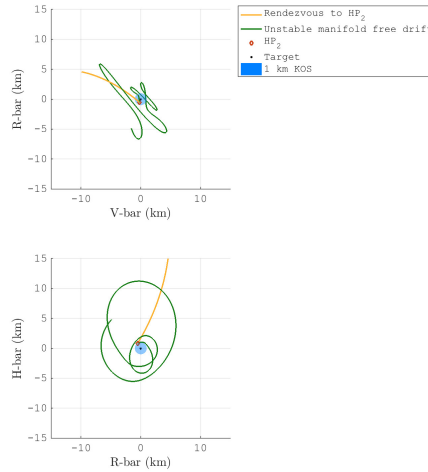 Rendezvous to HP2
Unstable manifold free drift
HP2
Target
1 km KOS
15
10
5
0
−5
−10
−15
R-bar (km)
−10
0
10
V-bar (km)
15
10
5
0
−5
−10
−15
H-bar (km)
−10
0
10
R-bar (km)